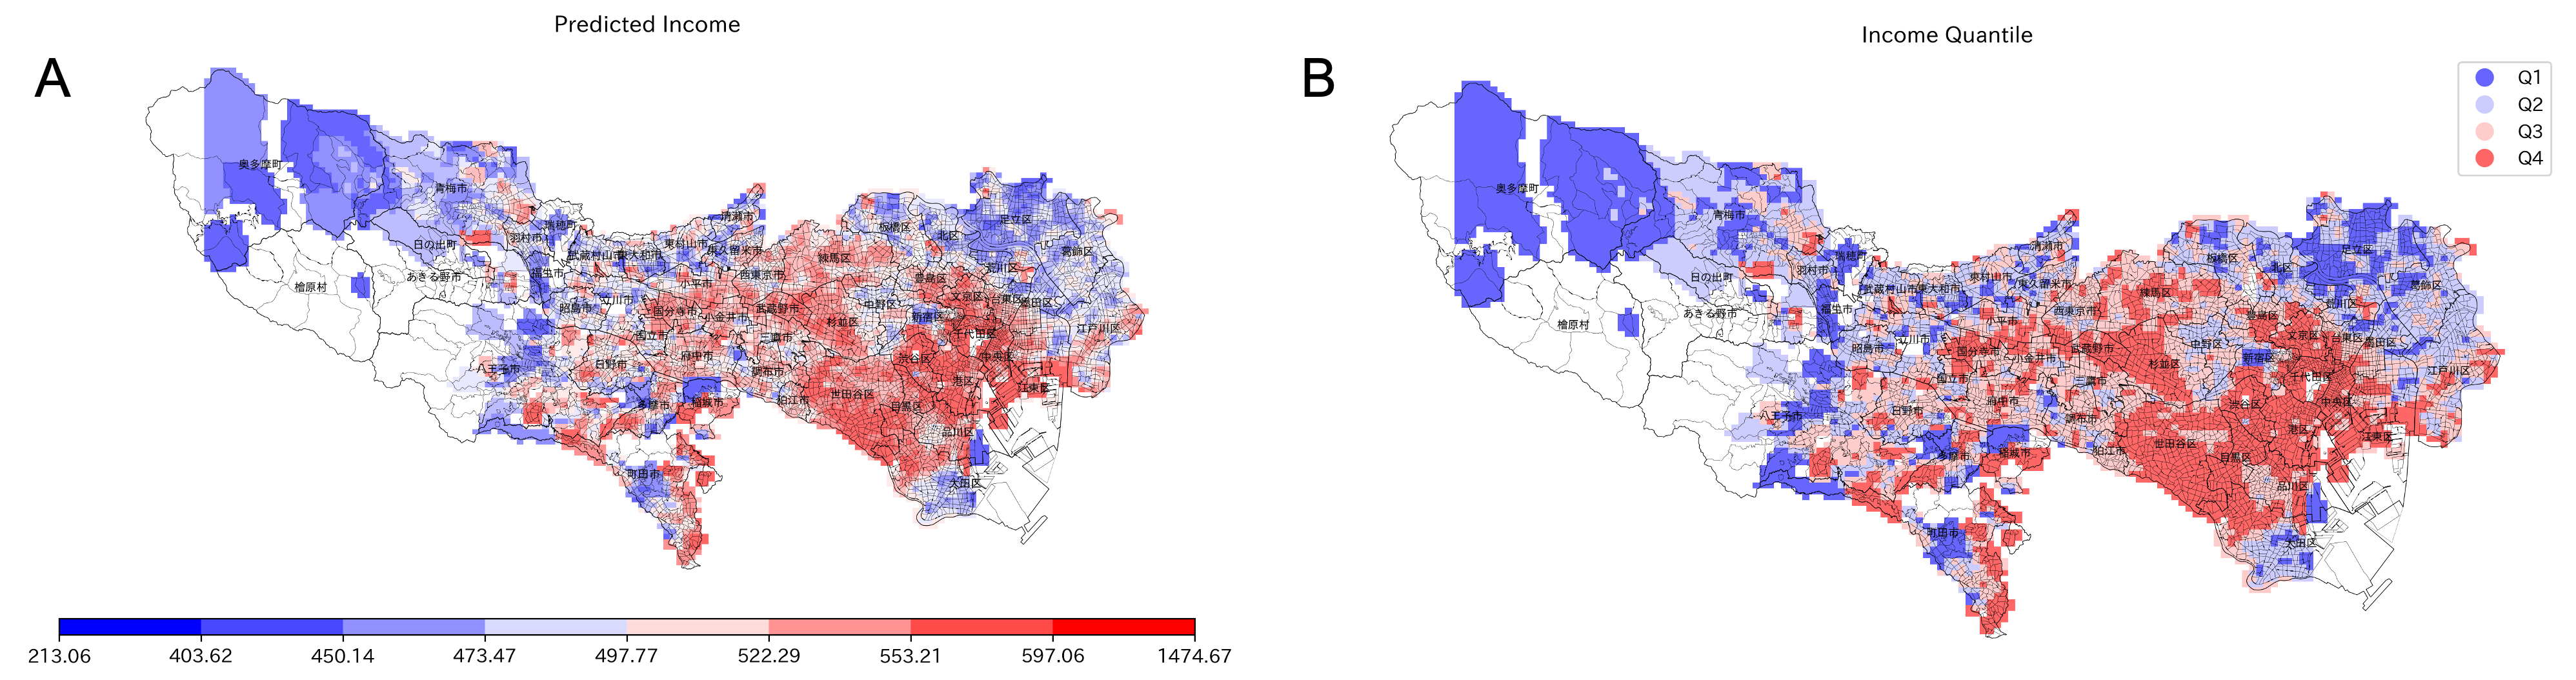 Predicted Income
A
奥多摩町
青梅市
日の出町
あきる野市
檜原村
瑞穂町
羽村市
福生市
武蔵村山市
東大和市
東村山市
清瀬市
東久留米市
西東京市
小平市
立川市
昭島市
国分寺市
小金井市
武蔵野市
国立市
三鷹市
府中市
日野市
調布市
八王子市
多摩市
稲城市
狛江市
町田市
練馬区
板橋区
北区
足立区
葛飾区
荒川区
豊島区
文京区
台東区
墨田区
中野区
新宿区
杉並区
千代田区
江戸川区
渋谷区
中央区
港区
江東区
世田谷区
目黒区
品川区
大田区
213.06
403.62
450.14
473.47
497.77
522.29
553.21
597.06
1474.67
Income Quantile
B
Q1
Q2
Q3
Q4
奥多摩町
青梅市
日の出町
あきる野市
檜原村
瑞穂町
羽村市
福生市
武蔵村山市
東大和市
東村山市
清瀬市
東久留米市
西東京市
小平市
立川市
昭島市
国分寺市
小金井市
武蔵野市
国立市
三鷹市
府中市
日野市
調布市
八王子市
多摩市
稲城市
狛江市
町田市
練馬区
板橋区
北区
足立区
葛飾区
荒川区
豊島区
文京区
台東区
墨田区
中野区
新宿区
杉並区
千代田区
江戸川区
渋谷区
中央区
港区
江東区
世田谷区
目黒区
品川区
大田区